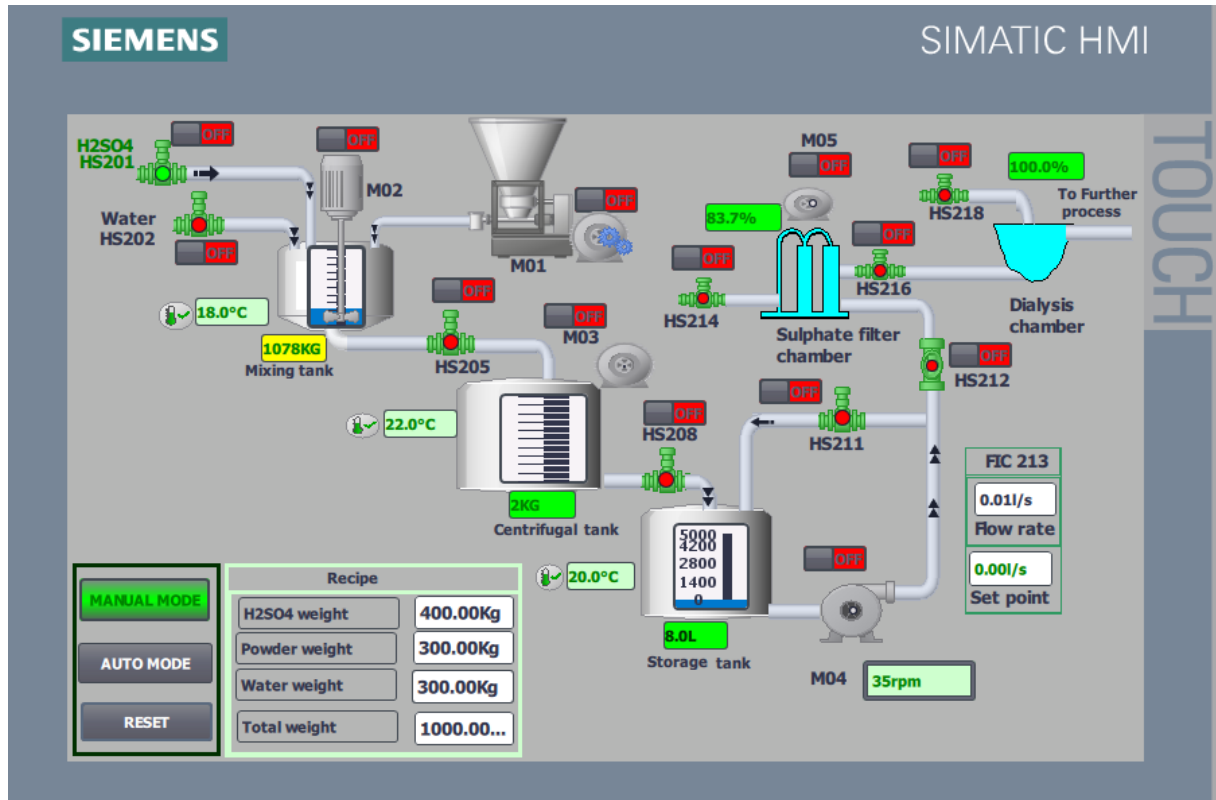 SIEMENS
SIMATIC HMI
TOUCH
H2SO4
HS201
OFF
OFF
M02
Water
HS202
OFF
OFF
M01
M05
OFF
OFF
HS218
100.0%
To Further
process
83.7%
OFF
HS216
OFF
HS214
Sulphate filter
chamber
Dialysis
chamber
18.0°C
1078KG
Mixing tank
OFF
HS205
OFF
M03
OFF
HS212
22.0°C
OFF
HS208
OFF
HS211
2KG
Centrifugal tank
FIC 213
0.01l/s
Flow rate
0.00l/s
Set point
20.0°C
5000
4200
2800
1400
0
8.0L
Storage tank
OFF
M04
35rpm
MANUAL MODE
AUTO MODE
RESET
Recipe
H2SO4 weight 400.00Kg
Powder weight 300.00Kg
Water weight 300.00Kg
Total weight 1000.00...